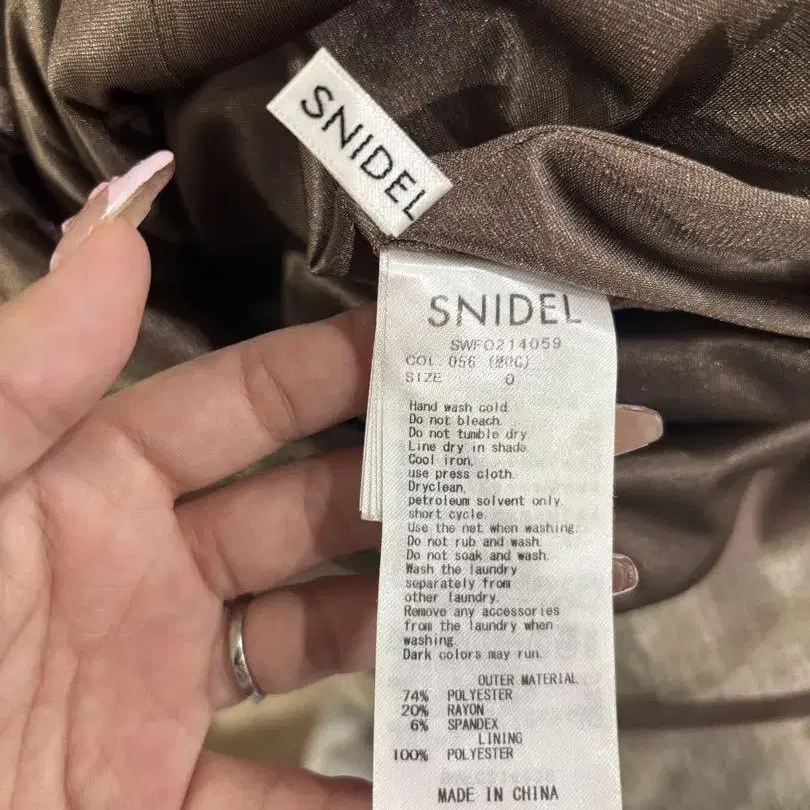 SNIDEL
SNIDEL
SWFO214059
COL. 056
SIZE 0
Hand wash cold.
Do not bleach.
Do not tumble dry.
Line dry in shade.
Cool iron,
use press cloth.
Dryclean,
petroleum solvent only,
short cycle.
Use the net when washing.
Do not rub and wash.
Do not soak and wash.
Wash the laundry
separately from
other laundry.
Remove any accessories
from the laundry when
washing.
Dark colors may run.
OUTER MATERIAL
74% POLYESTER
20% RAYON
6% SPANDEX
LINING
100% POLYESTER
MADE IN CHINA